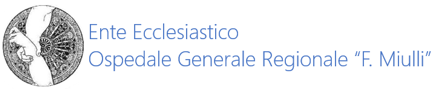 Ente Ecclesiastico
Ospedale Generale Regionale “F. Miulli”